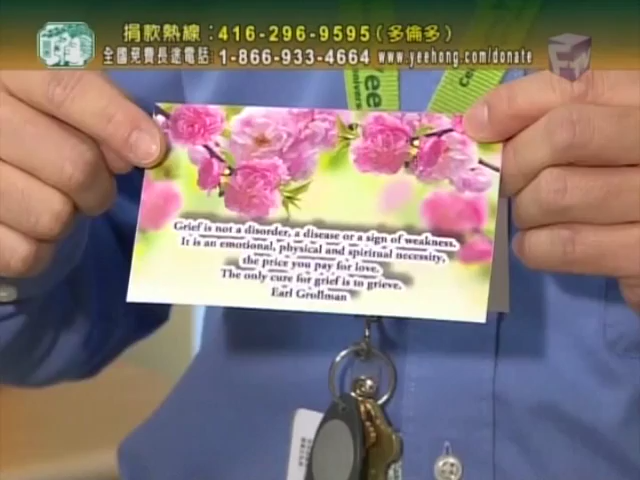 捐款熱線：416-296-9595（多倫多）
全國免費長途電話：1-866-933-4664 www.yeehong.com/donate
Grief is not a disorder, a disease or a sign of weakness.
It is an emotional, physical and spiritual necessity,
the price you pay for love.
The only cure for grief is to grieve.
Earl Grollman